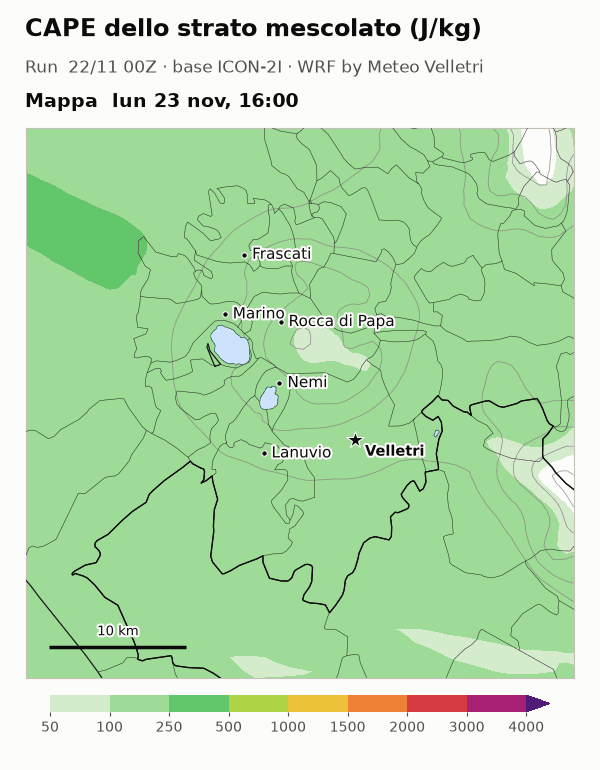 CAPE dello strato mescolato (J/kg)
Run  22/11 00Z · base ICON-2I · WRF by Meteo Velletri
Mappa  lun 23 nov, 16:00
Frascati
Marino
Rocca di Papa
Nemi
Velletri
Lanuvio
10 km
50 100 250 500 1000 1500 2000 3000 4000